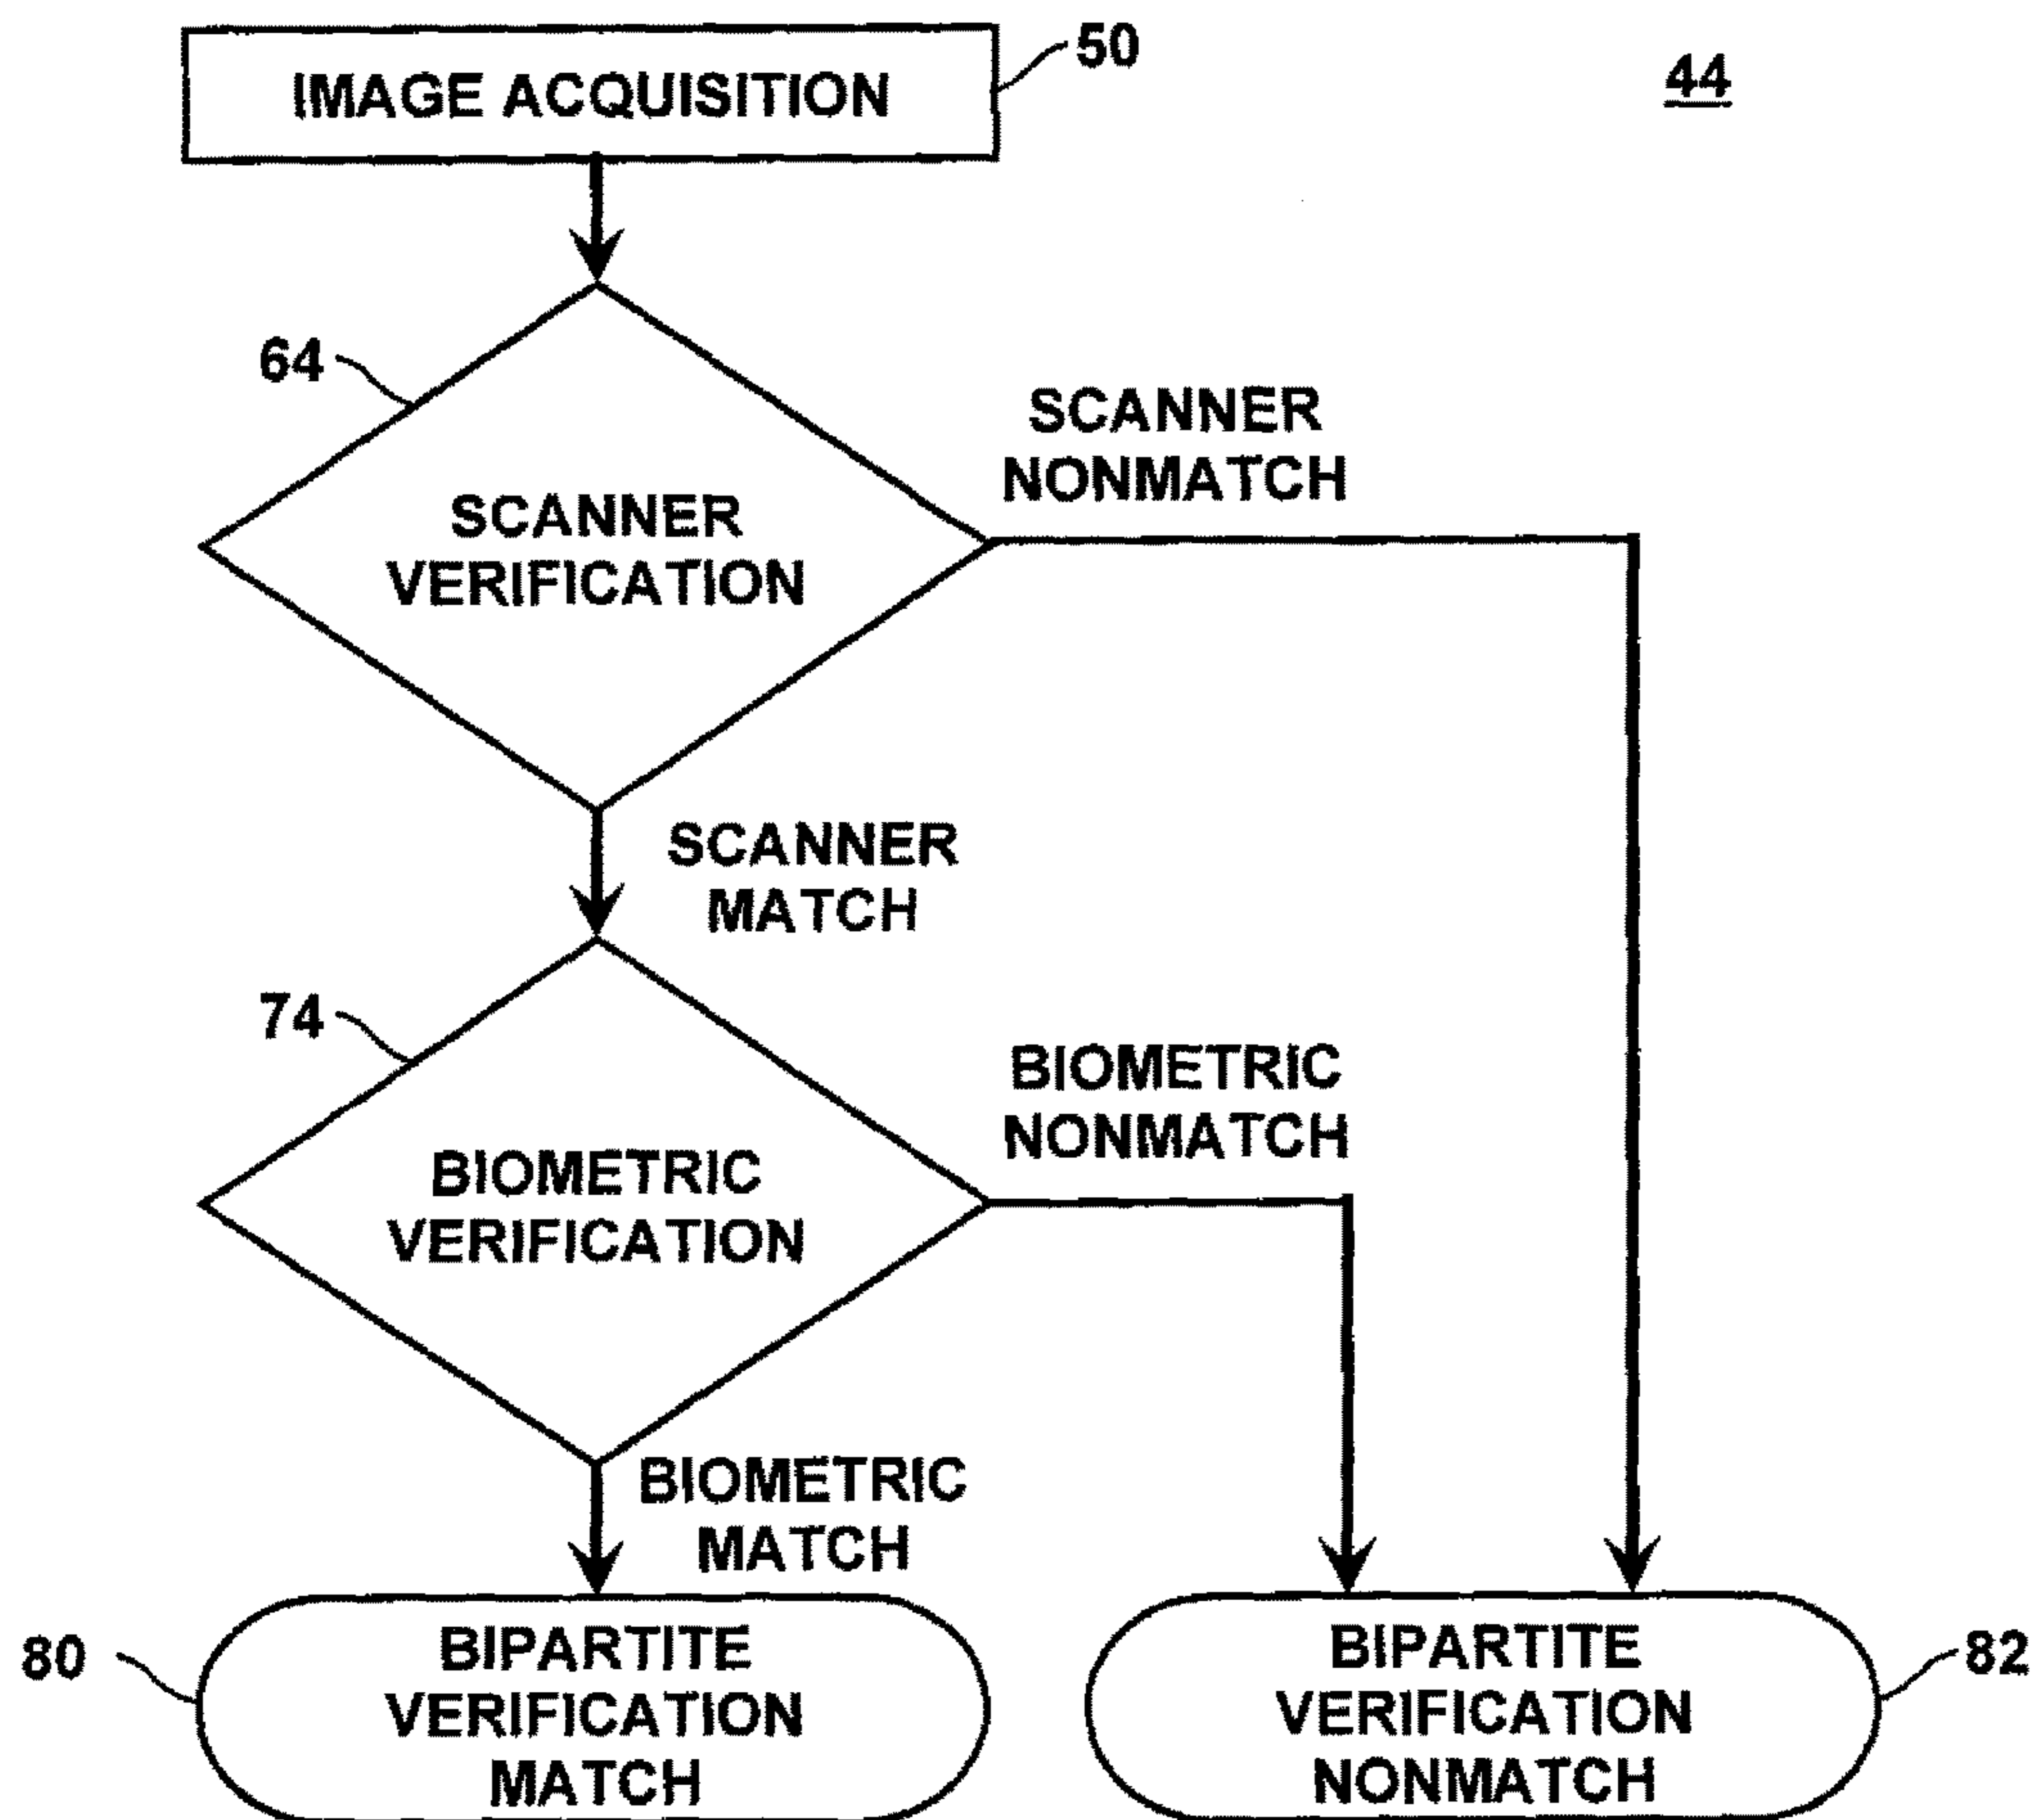 IMAGE ACQUISITION
50
44
64
SCANNER
NONMATCH
SCANNER
VERIFICATION
SCANNER
MATCH
74
BIOMETRIC
NONMATCH
BIOMETRIC
VERIFICATION
BIOMETRIC
MATCH
80
BIPARTITE
VERIFICATION
MATCH
BIPARTITE
VERIFICATION
NONMATCH
82